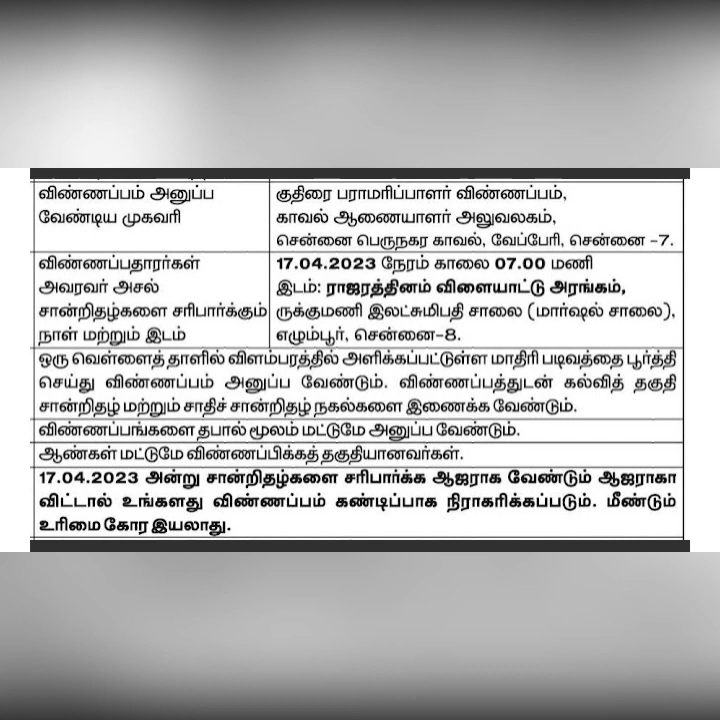 விண்ணப்பம் அனுப்ப
வேண்டிய முகவரி
குதிரை பராமரிப்பாளர் விண்ணப்பம்,
காவல் ஆணையாளர் அலுவலகம்,
சென்னை பெருநகர காவல், வேப்பேரி, சென்னை -7.
விண்ணப்பதாரர்கள்
அவரவர் அசல்
சான்றிதழ்களை சரிபார்க்கும்
நாள் மற்றும் இடம்
17.04.2023 நேரம் காலை 07.00 மணி
இடம்: ராஜரத்தினம் விளையாட்டு அரங்கம்,
ருக்குமணி இலட்சுமிபதி சாலை (மார்ஷல் சாலை),
எழும்பூர், சென்னை-8.
ஒரு வெள்ளைத் தாளில் விளம்பரத்தில் அளிக்கப்பட்டுள்ள மாதிரி படிவத்தை பூர்த்தி
செய்து விண்ணப்பம் அனுப்ப வேண்டும். விண்ணப்பத்துடன் கல்வித் தகுதி
சான்றிதழ் மற்றும் சாதிச் சான்றிதழ் நகல்களை இணைக்க வேண்டும்.
விண்ணப்பங்களை தபால் மூலம் மட்டுமே அனுப்ப வேண்டும்.
ஆண்கள் மட்டுமே விண்ணப்பிக்கத் தகுதியானவர்கள்.
17.04.2023 அன்று சான்றிதழ்களை சரிபார்க்க ஆஜராக வேண்டும் ஆஜராகா
விட்டால் உங்களது விண்ணப்பம் கண்டிப்பாக நிராகரிக்கப்படும். மீண்டும்
உரிமை கோர இயலாது.